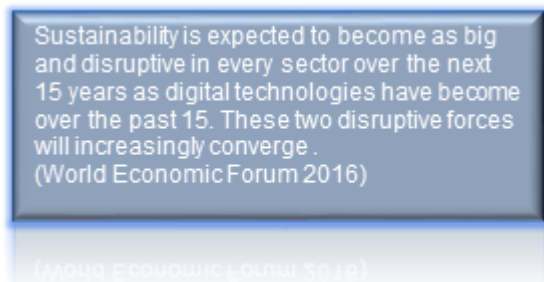 Sustainability is expected to become as big
and disruptive in every sector over the next
15 years as digital technologies have become
over the past 15. These two disruptive forces
will increasingly converge .
(World Economic Forum 2016)